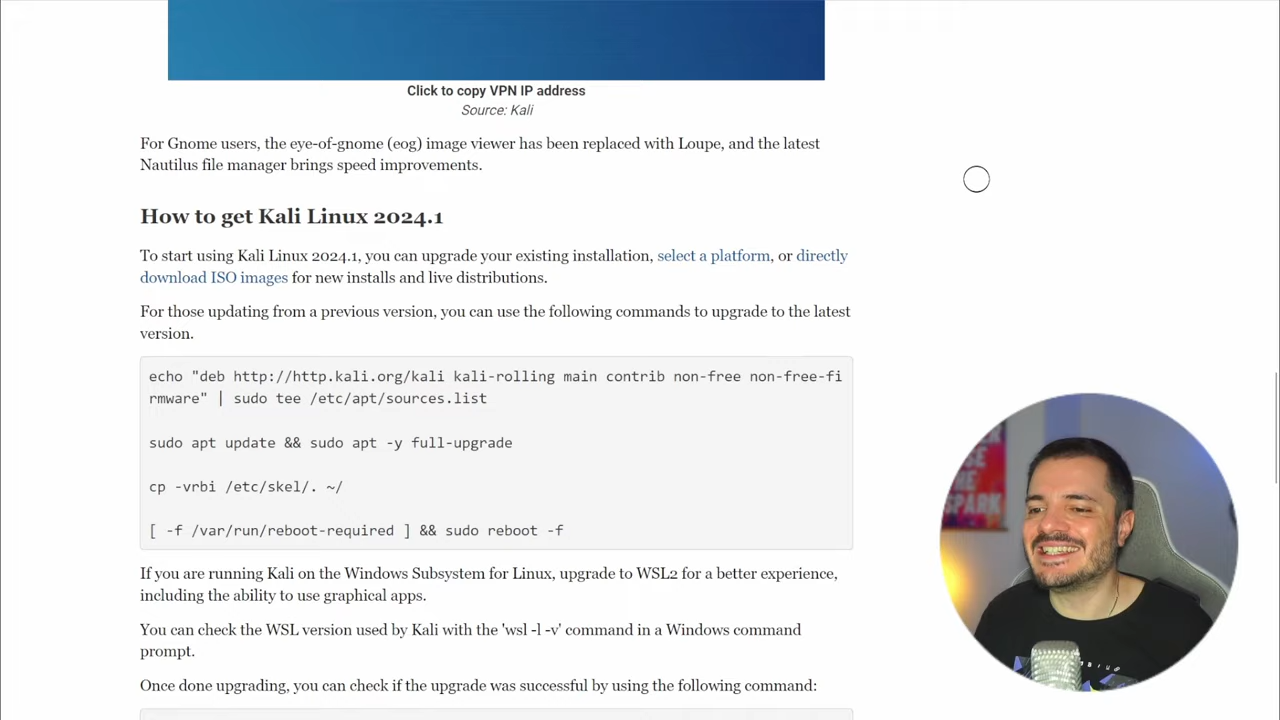 Click to copy VPN IP address
Source: Kali
For Gnome users, the eye-of-gnome (eog) image viewer has been replaced with Loupe, and the latest
Nautilus file manager brings speed improvements.
How to get Kali Linux 2024.1
To start using Kali Linux 2024.1, you can upgrade your existing installation, select a platform, or directly
download ISO images for new installs and live distributions.
For those updating from a previous version, you can use the following commands to upgrade to the latest
version.
echo "deb http://http.kali.org/kali kali-rolling main contrib non-free non-free-fi
rmware" | sudo tee /etc/apt/sources.list
sudo apt update && sudo apt -y full-upgrade
cp -vrbi /etc/skel/. ~/
[ -f /var/run/reboot-required ] && sudo reboot -f
If you are running Kali on the Windows Subsystem for Linux, upgrade to WSL2 for a better experience,
including the ability to use graphical apps.
You can check the WSL version used by Kali with the 'wsl -l -v' command in a Windows command
prompt.
Once done upgrading, you can check if the upgrade was successful by using the following command:
SPARK